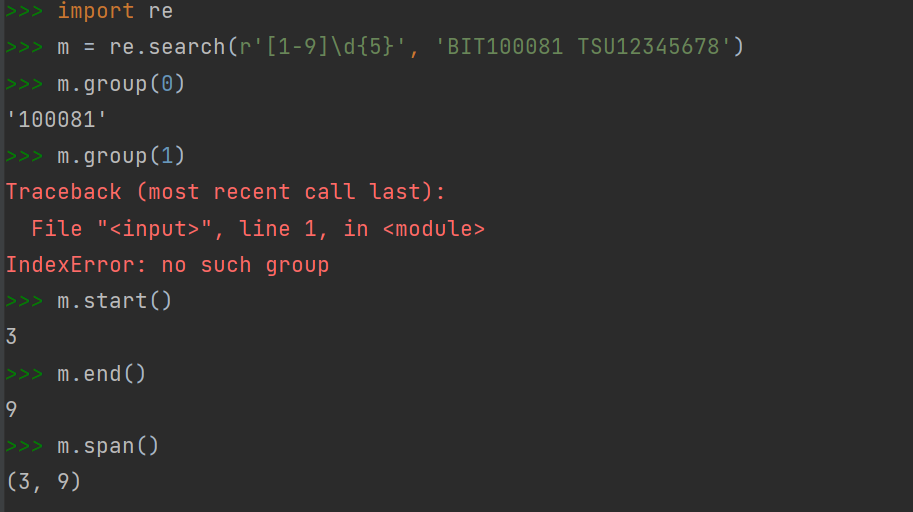 >>> import re
>>> m = re.search(r'[1-9]\d{5}', 'BIT100081 TSU12345678')
>>> m.group(0)
'100081'
>>> m.group(1)
Traceback (most recent call last):
  File "<input>", line 1, in <module>
IndexError: no such group
>>> m.start()
3
>>> m.end()
9
>>> m.span()
(3, 9)